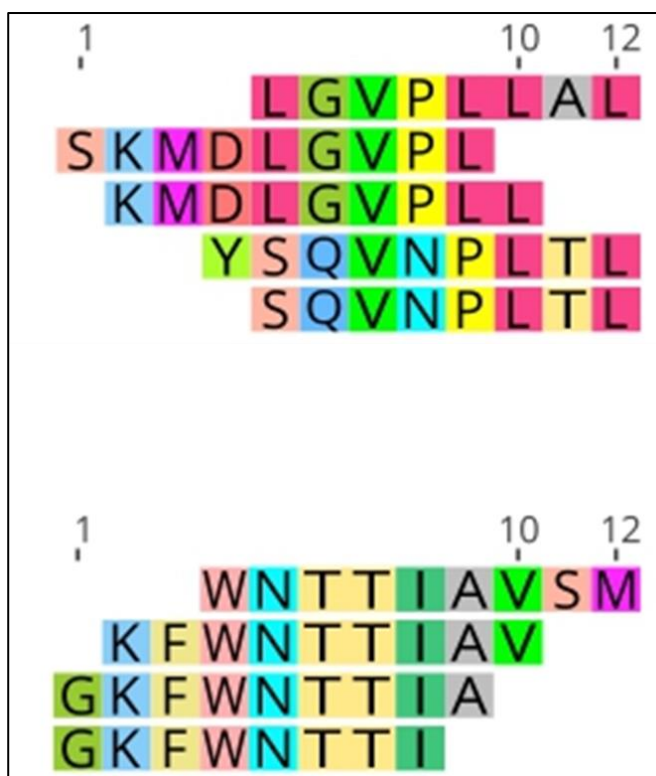 1 10 12
LGVPLLAL
SKMDLGVPL
KMDLGVPLL
YSQVNPLTL
SQVNPLTL
1 10 12
WNTTIAVSM
KFWNTTIAV
GKFWNTTIA
GKFWNTTI